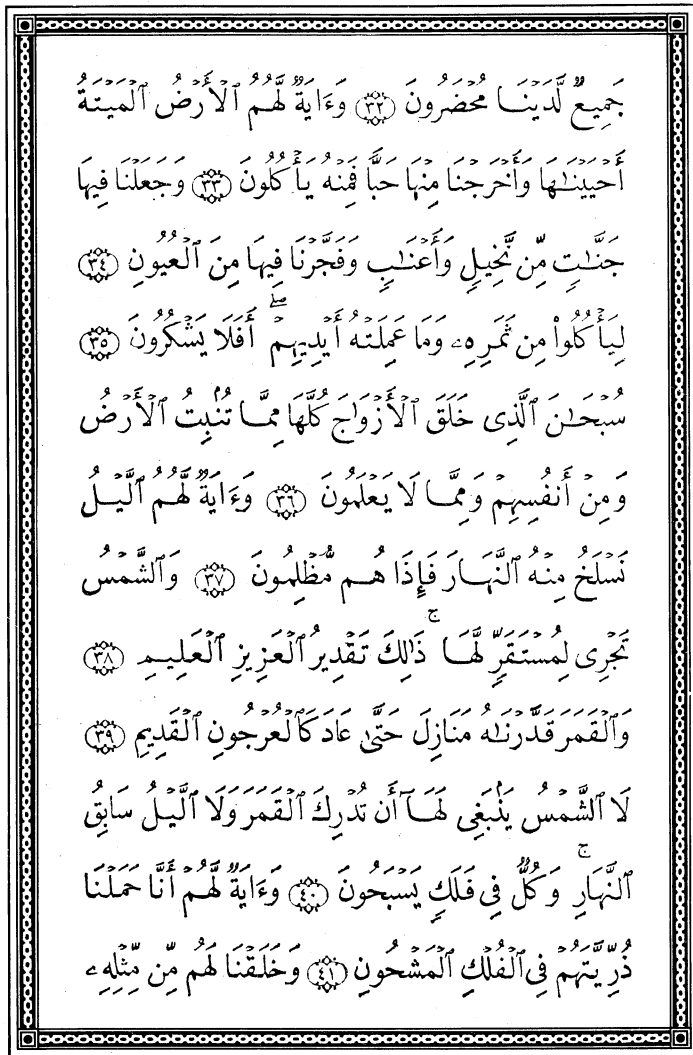 جَمِيعٌ لَّدَيْنَا مُحْضَرُونَ ﴿٣٢﴾ وَءَايَةٌ لَّهُمُ ٱلْأَرْضُ ٱلْمَيْتَةُ
أَحْيَيْنَٰهَا وَأَخْرَجْنَا مِنْهَا حَبًّا فَمِنْهُ يَأْكُلُونَ ﴿٣٣﴾ وَجَعَلْنَا فِيهَا
جَنَّٰتٍ مِّن نَّخِيلٍ وَأَعْنَٰبٍ وَفَجَّرْنَا فِيهَا مِنَ ٱلْعُيُونِ ﴿٣٤﴾
لِيَأْكُلُوا۟ مِن ثَمَرِهِۦ وَمَا عَمِلَتْهُ أَيْدِيهِمْ ۖ أَفَلَا يَشْكُرُونَ ﴿٣٥﴾
سُبْحَٰنَ ٱلَّذِى خَلَقَ ٱلْأَزْوَٰجَ كُلَّهَا مِمَّا تُنۢبِتُ ٱلْأَرْضُ
وَمِنْ أَنفُسِهِمْ وَمِمَّا لَا يَعْلَمُونَ ﴿٣٦﴾ وَءَايَةٌ لَّهُمُ ٱلَّيْلُ
نَسْلَخُ مِنْهُ ٱلنَّهَارَ فَإِذَا هُم مُّظْلِمُونَ ﴿٣٧﴾ وَٱلشَّمْسُ
تَجْرِى لِمُسْتَقَرٍّ لَّهَا ۚ ذَٰلِكَ تَقْدِيرُ ٱلْعَزِيزِ ٱلْعَلِيمِ ﴿٣٨﴾
وَٱلْقَمَرَ قَدَّرْنَٰهُ مَنَازِلَ حَتَّىٰ عَادَ كَٱلْعُرْجُونِ ٱلْقَدِيمِ ﴿٣٩﴾
لَا ٱلشَّمْسُ يَنۢبَغِى لَهَآ أَن تُدْرِكَ ٱلْقَمَرَ وَلَا ٱلَّيْلُ سَابِقُ
ٱلنَّهَارِ ۚ وَكُلٌّ فِى فَلَكٍ يَسْبَحُونَ ﴿٤٠﴾ وَءَايَةٌ لَّهُمْ أَنَّا حَمَلْنَا
ذُرِّيَّتَهُمْ فِى ٱلْفُلْكِ ٱلْمَشْحُونِ ﴿٤١﴾ وَخَلَقْنَا لَهُم مِّن مِّثْلِهِۦ